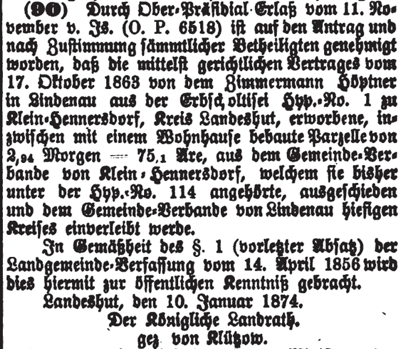 (90) Durch Ober-Präsidial-Erlaß vom 11. No-
vember v. Js. (O. P. 6518) ist auf den Antrag und
nach Zustimmung sämmtlicher Betheiligten genehmigt
worden, daß die mittelst gerichtlichen Vertrages vom
17. Oktober 1863 von dem Zimmermann Höptner
in Lindenau aus der Erbscholtisei Hyp.-No. 1 zu
Klein-Hennersdorf, Kreis Landeshut, erworbene, in-
zwischen mit einem Wohnhause bebaute Parzelle von
2,94 Morgen — 75,1 Are, aus dem Gemeinde-Ver-
bande von Klein-Hennersdorf, welchem sie bisher
unter der Hyp.-No. 114 angehörte, ausgeschieden
und dem Gemeinde-Verbande von Lindenau hiesigen
Kreises einverleibt werde.
In Gemäßheit des §. 1 (vorletzter Absatz) der
Landgemeinde-Verfassung vom 14. April 1856 wird
dies hiermit zur öffentlichen Kenntniß gebracht.
Landeshut, den 10. Januar 1874.
Der Königliche Landrath.
gez von Klützow.